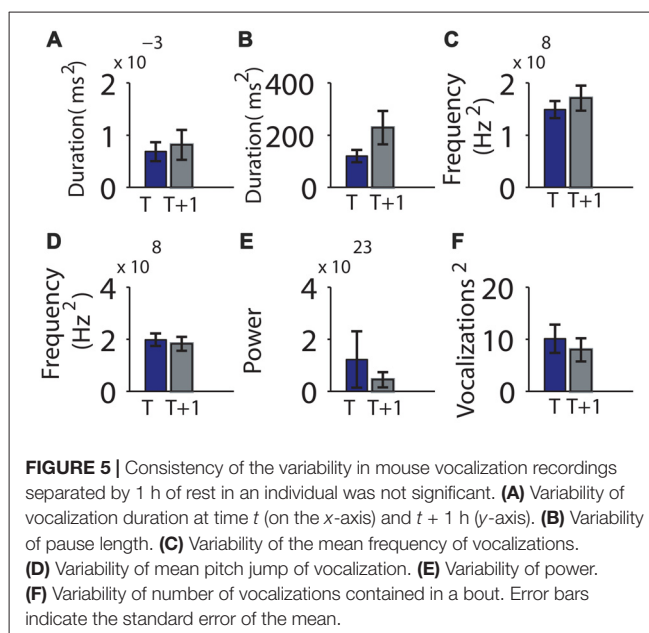 A
B
C
x 10 ⁻³
x 10 ⁸
Duration( ms²)
2
1
0
T T+1
Duration( ms²)
400
200
0
T T+1
Frequency
(Hz²)
2
1
0
T T+1
D
E
F
x 10 ⁸
x 10 ²³
Frequency
(Hz²)
4
2
0
T T+1
Power
4
2
0
T T+1
Vocalizations ²
20
10
0
T T+1
FIGURE 5 | Consistency of the variability in mouse vocalization recordings
separated by 1 h of rest in an individual was not significant. (A) Variability of
vocalization duration at time t (on the x-axis) and t + 1 h (y-axis). (B) Variability
of pause length. (C) Variability of the mean frequency of vocalizations.
(D) Variability of mean pitch jump of vocalization. (E) Variability of power.
(F) Variability of number of vocalizations contained in a bout. Error bars
indicate the standard error of the mean.